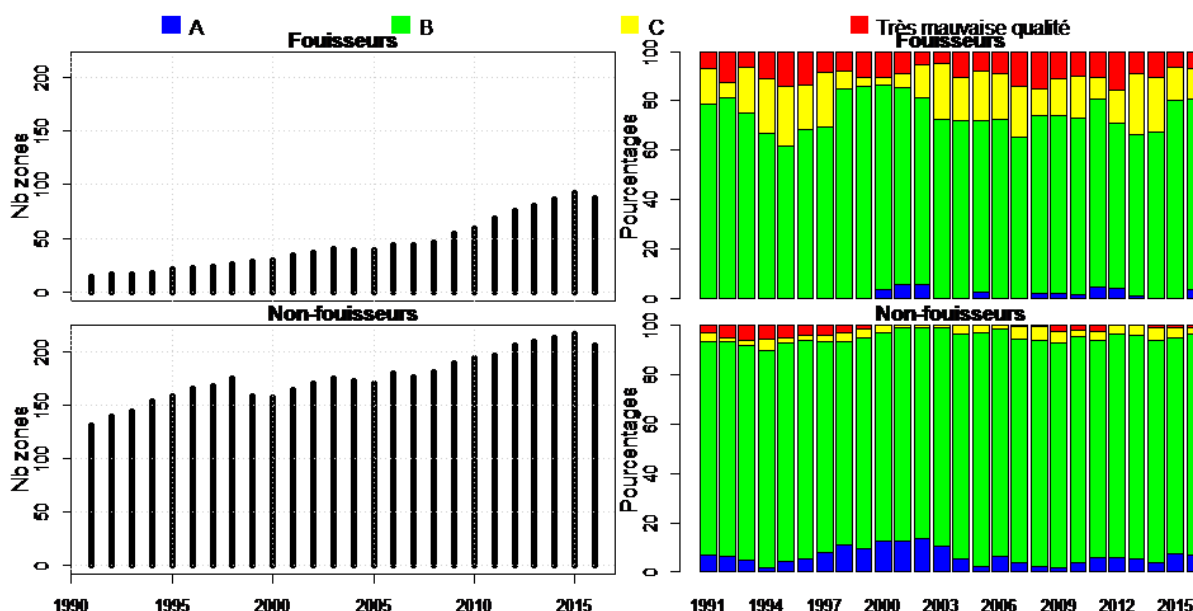 A B C Très mauvaise qualité
Fouisseurs
Nb zones
0 50 100 150 200
Fouisseurs
Pourcentages
0 20 40 60 80 100
Non-fouisseurs
Nb zones
0 50 100 150 200
1990 1995 2000 2005 2010 2015
Non-fouisseurs
Pourcentages
0 20 40 60 80 100
1991 1994 1997 2000 2003 2006 2009 2012 2015